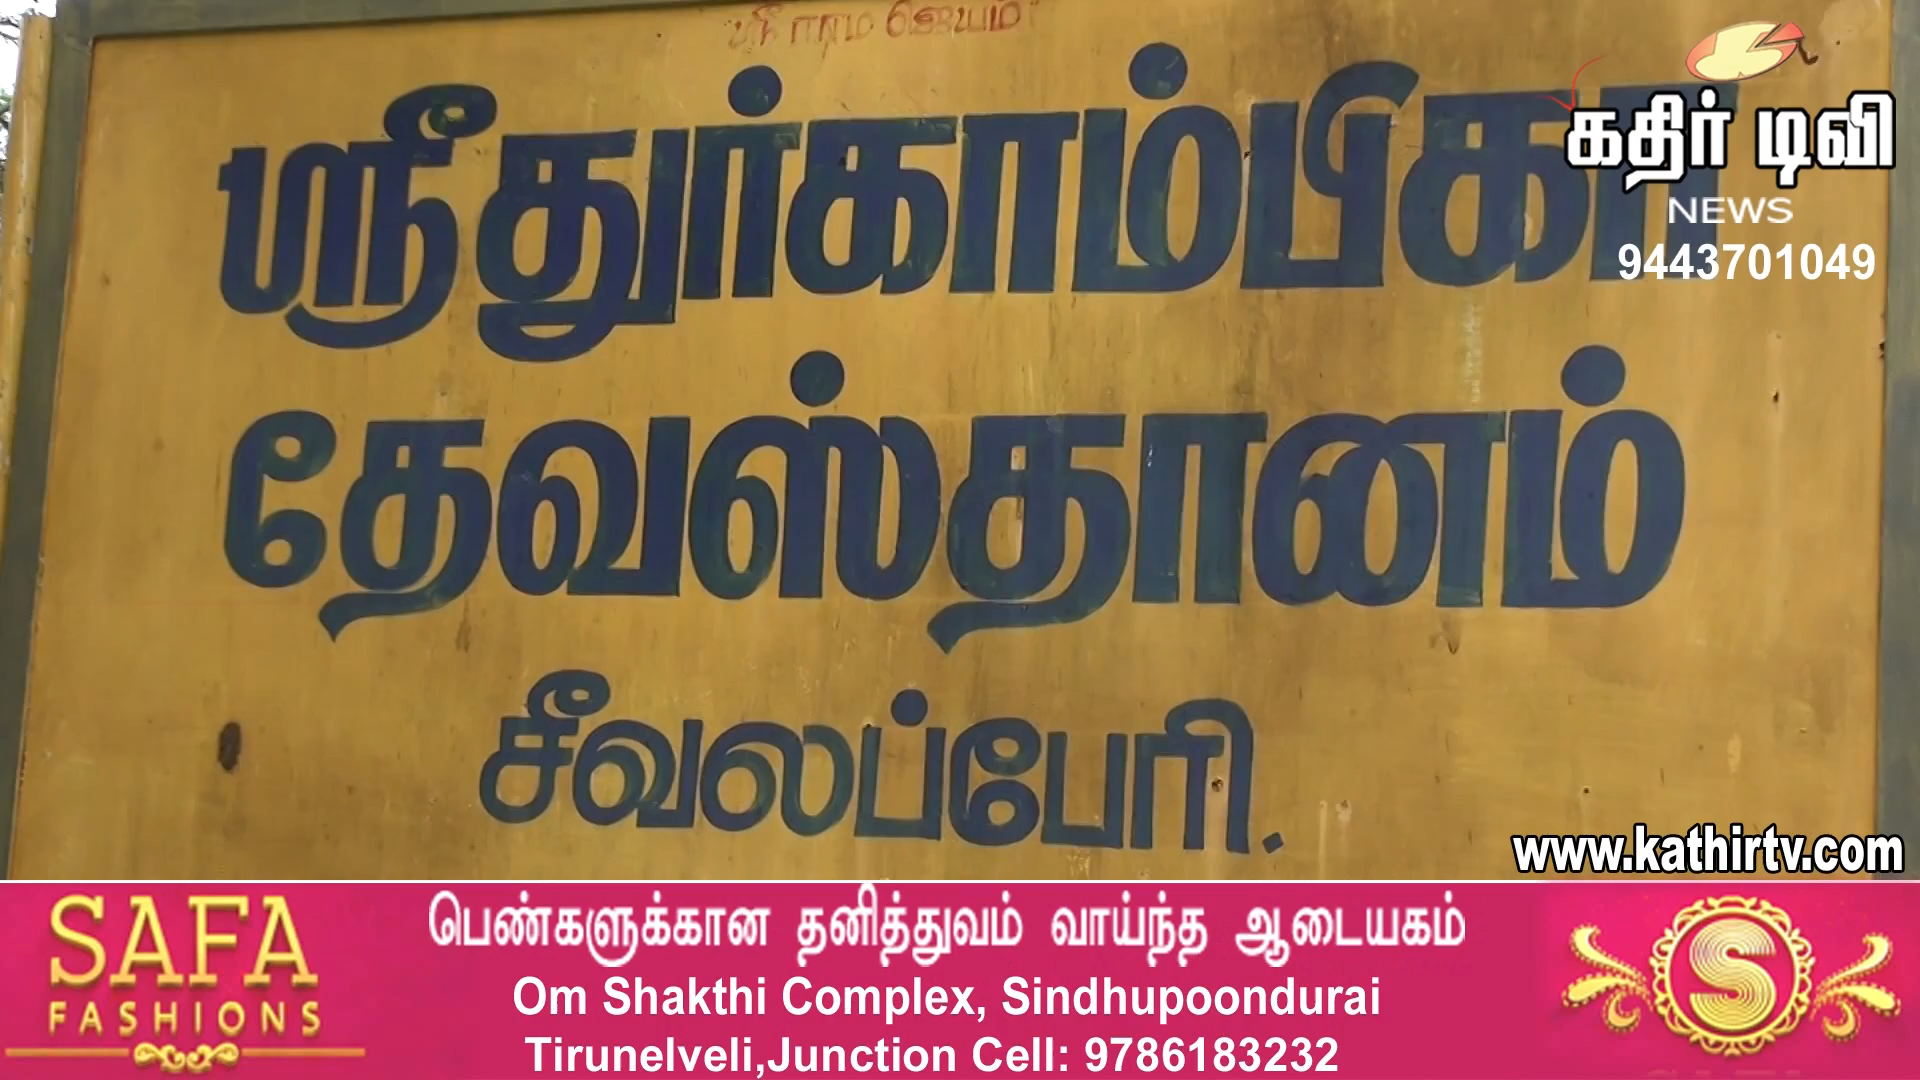 ஸ்ரீ ராம ஜெயம்
ஸ்ரீதுர்காம்பிகா
தேவஸ்தானம்
சீவலப்பேரி.
கதிர் டிவி
NEWS
9443701049
www.kathirtv.com
SAFA
FASHIONS
பெண்களுக்கான தனித்துவம் வாய்ந்த ஆடையகம்
Om Shakthi Complex, Sindhupoondurai
Tirunelveli,Junction Cell: 9786183232
S